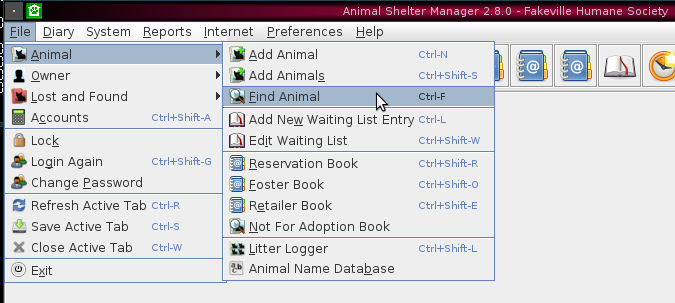 Animal Shelter Manager 2.8.0 - Fakeville Humane Society
File Diary System Reports Internet Preferences Help
Animal
Owner
Lost and Found
Accounts Ctrl+Shift-A
Lock
Login Again Ctrl+Shift-G
Change Password
Refresh Active Tab Ctrl-R
Save Active Tab Ctrl-S
Close Active Tab Ctrl-W
Exit
Add Animal Ctrl-N
Add Animals Ctrl+Shift-S
Find Animal Ctrl-F
Add New Waiting List Entry Ctrl-L
Edit Waiting List Ctrl+Shift-W
Reservation Book Ctrl+Shift-R
Foster Book Ctrl+Shift-O
Retailer Book Ctrl+Shift-E
Not For Adoption Book
Litter Logger Ctrl+Shift-L
Animal Name Database